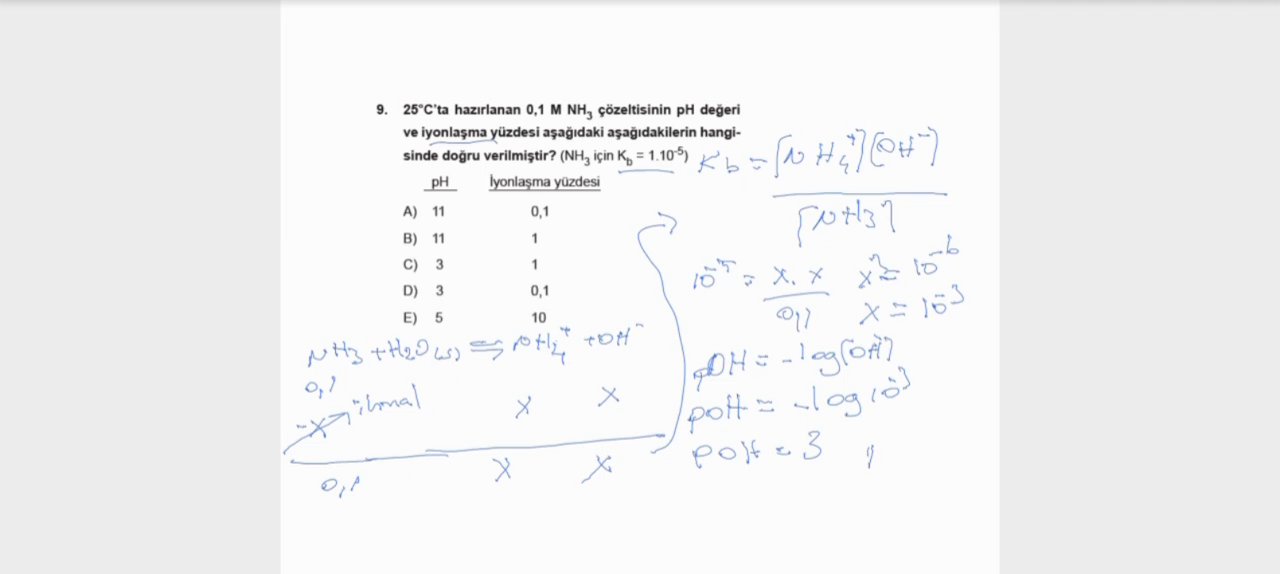 9. 25°C'ta hazırlanan 0,1 M NH₃ çözeltisinin pH değeri
ve iyonlaşma yüzdesi aşağıdaki aşağıdakilerin hangi-
sinde doğru verilmiştir? (NH₃ için K_b = 1.10⁻⁵)
pH İyonlaşma yüzdesi
A) 11 0,1
B) 11 1
C) 3 1
D) 3 0,1
E) 5 10
NH₃ + H₂O(s) ⇌ NH₄⁺ + OH⁻
0,1
-X ihmal X X
0,1 X X
Kb = [NH₄⁺][OH⁻]
[NH₃]
10⁻⁵ = X. X x² = 10⁻⁶
0,1 x = 10⁻³
pOH = -log[OH⁻]
pOH = -log10⁻³
pOH = 3